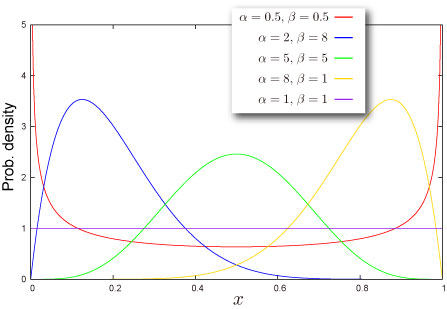 α = 0.5, β = 0.5
α = 2, β = 8
α = 5, β = 5
α = 8, β = 1
α = 1, β = 1
Prob. density
5
4
3
2
1
0
0 0.2 0.4 0.6 0.8 1
x